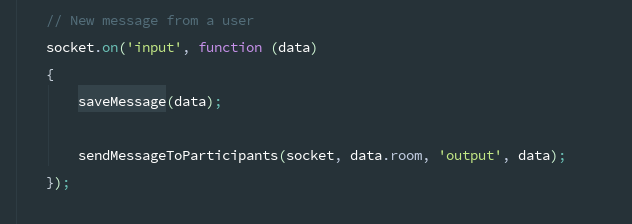 // New message from a user
socket.on('input', function (data)
{
saveMessage(data);
sendMessageToParticipants(socket, data.room, 'output', data);
});